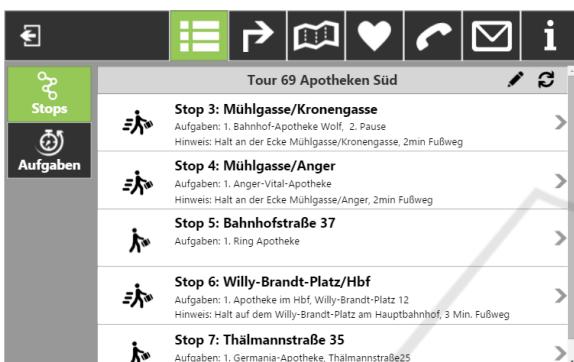 Tour 69 Apotheken Süd
Stops
Aufgaben
Stop 3: Mühlgasse/Kronengasse
Aufgaben: 1. Bahnhof-Apotheke Wolf, 2. Pause
Hinweis: Halt an der Ecke Mühlgasse/Kronengasse, 2min Fußweg
Stop 4: Mühlgasse/Anger
Aufgaben: 1. Anger-Vital-Apotheke
Hinweis: Halt an der Ecke Mühlgasse/Anger, 2min Fußweg
Stop 5: Bahnhofstraße 37
Aufgaben: 1. Ring Apotheke
Stop 6: Willy-Brandt-Platz/Hbf
Aufgaben: 1. Apotheke im Hbf, Willy-Brandt-Platz 12
Hinweis: Halt auf dem Willy-Brandt-Platz am Hauptbahnhof, 3 Min. Fußweg
Stop 7: Thälmannstraße 35
Aufgaben: 1. Germania-Apotheke, Thälmannstraße25